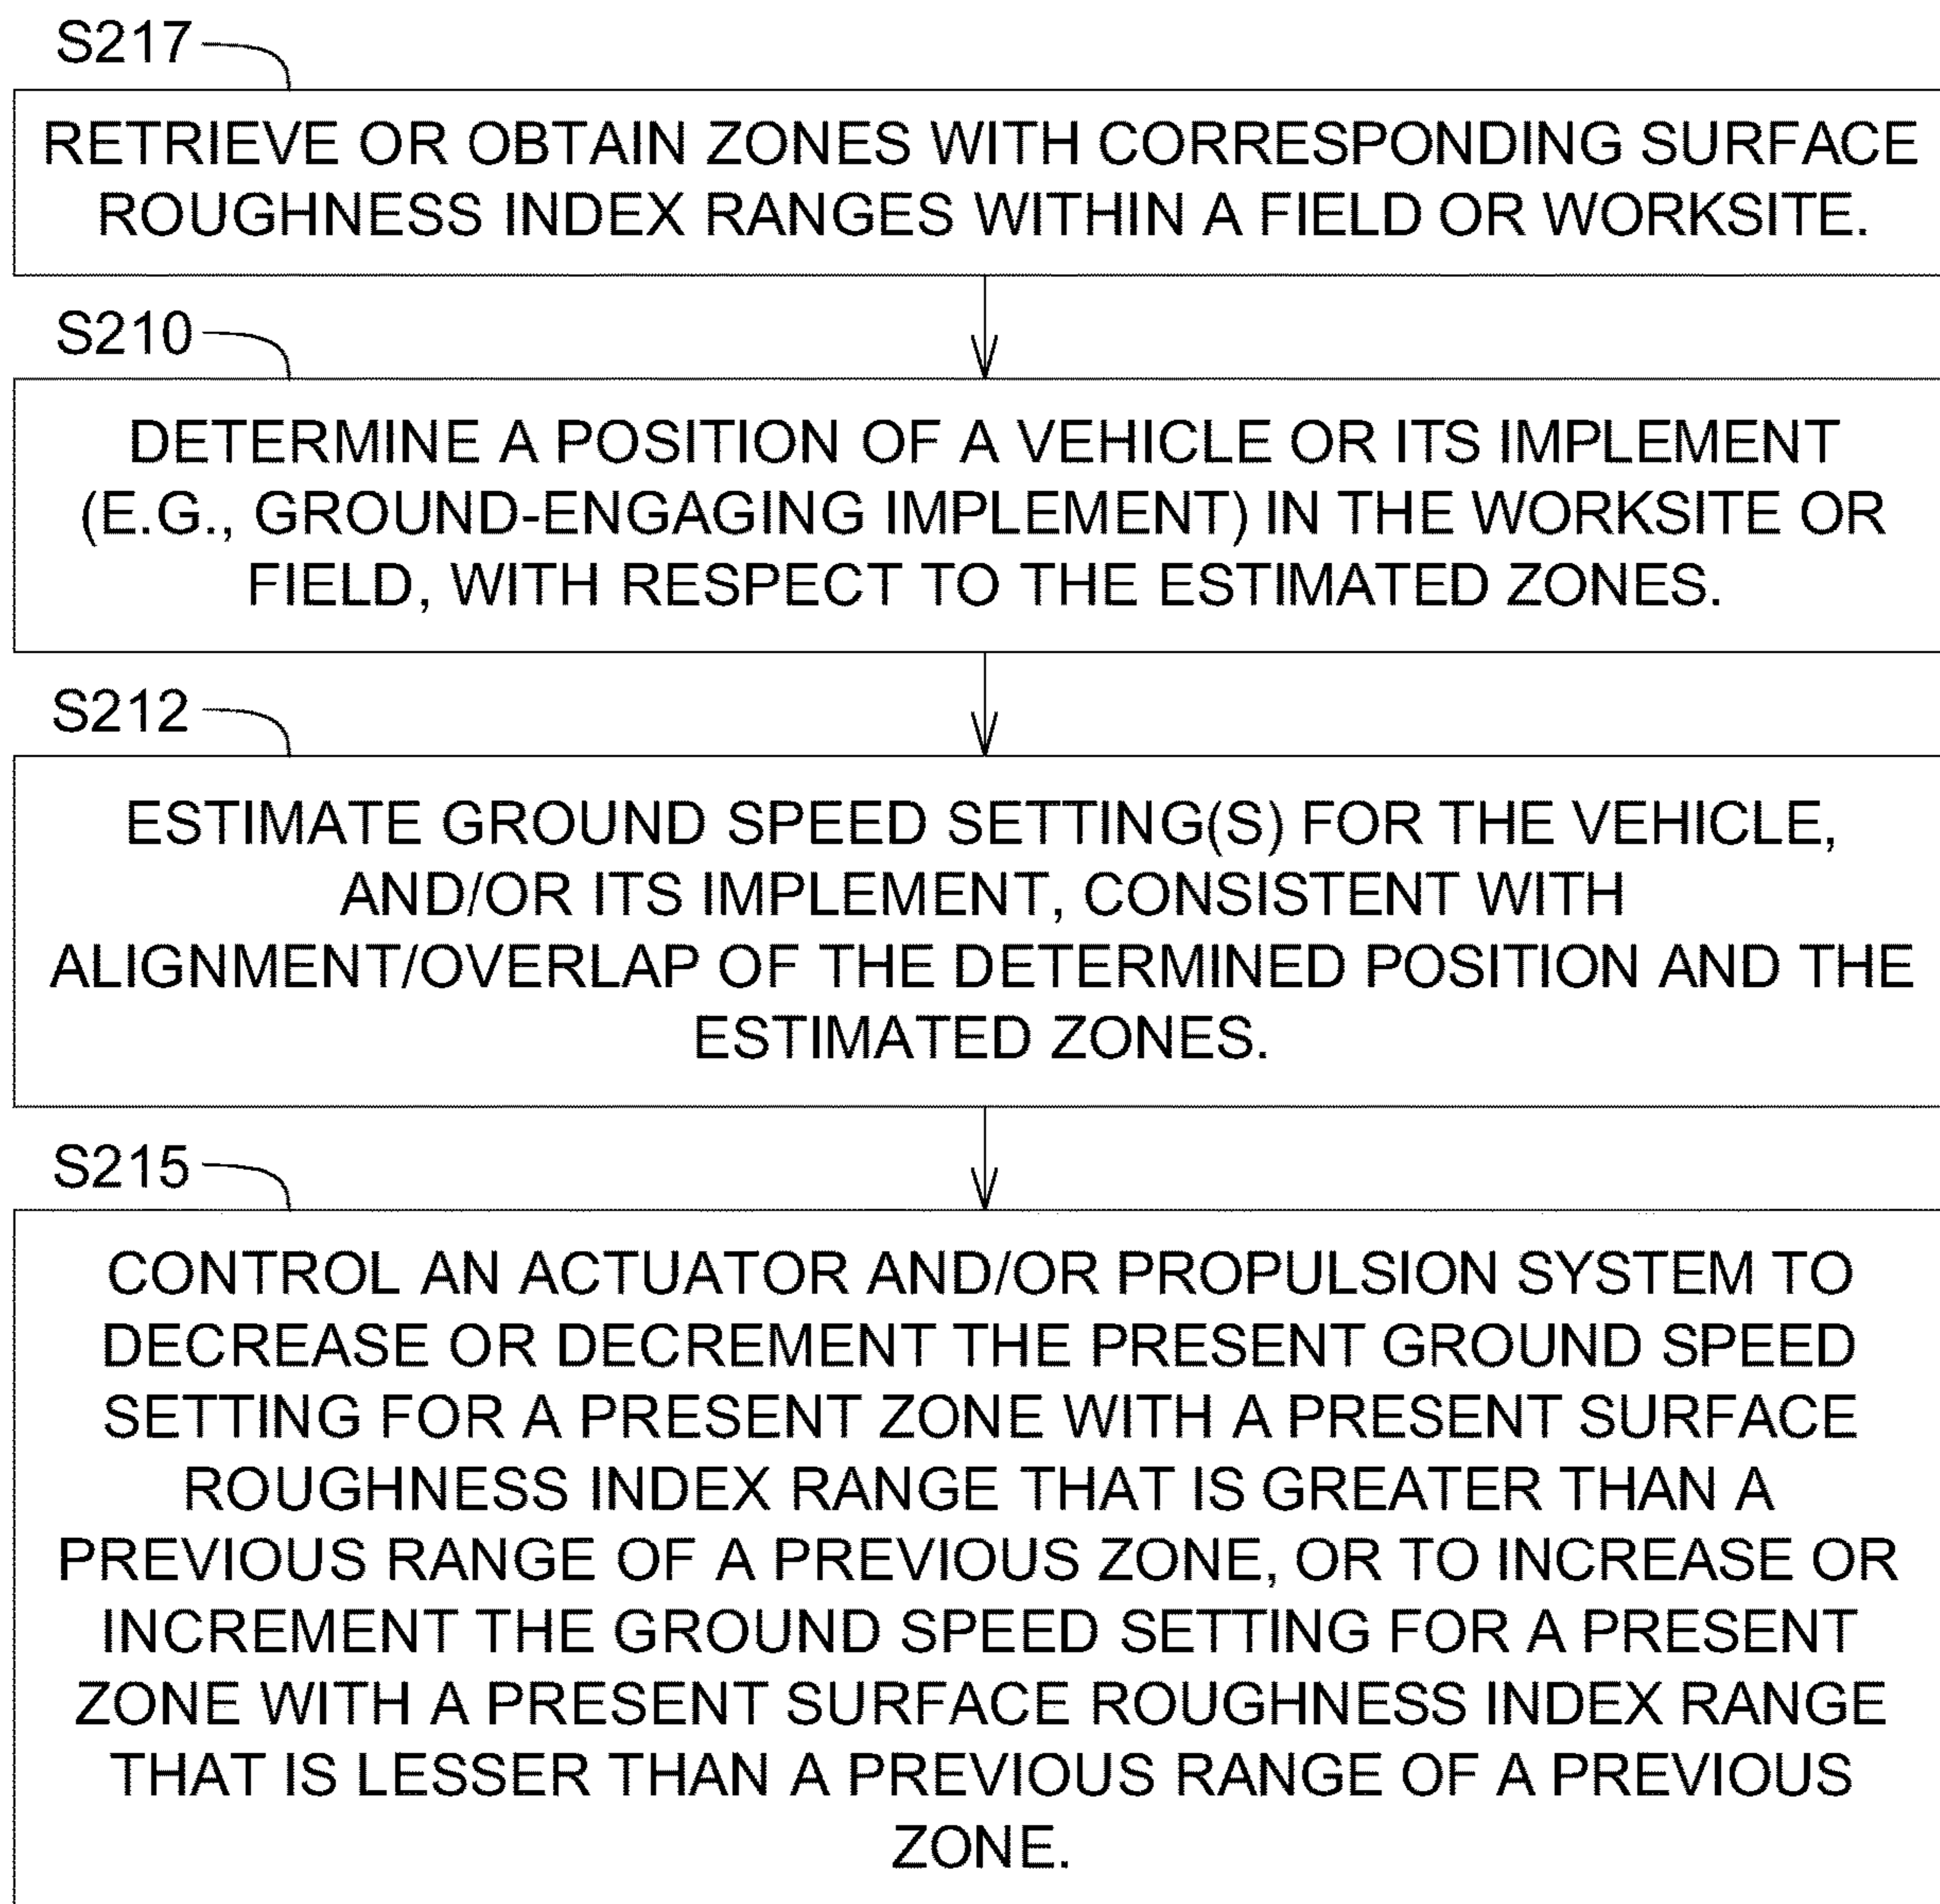 S217
RETRIEVE OR OBTAIN ZONES WITH CORRESPONDING SURFACE
ROUGHNESS INDEX RANGES WITHIN A FIELD OR WORKSITE.
S210
DETERMINE A POSITION OF A VEHICLE OR ITS IMPLEMENT
(E.G., GROUND-ENGAGING IMPLEMENT) IN THE WORKSITE OR
FIELD, WITH RESPECT TO THE ESTIMATED ZONES.
S212
ESTIMATE GROUND SPEED SETTING(S) FOR THE VEHICLE,
AND/OR ITS IMPLEMENT, CONSISTENT WITH
ALIGNMENT/OVERLAP OF THE DETERMINED POSITION AND THE
ESTIMATED ZONES.
S215
CONTROL AN ACTUATOR AND/OR PROPULSION SYSTEM TO
DECREASE OR DECREMENT THE PRESENT GROUND SPEED
SETTING FOR A PRESENT ZONE WITH A PRESENT SURFACE
ROUGHNESS INDEX RANGE THAT IS GREATER THAN A
PREVIOUS RANGE OF A PREVIOUS ZONE, OR TO INCREASE OR
INCREMENT THE GROUND SPEED SETTING FOR A PRESENT
ZONE WITH A PRESENT SURFACE ROUGHNESS INDEX RANGE
THAT IS LESSER THAN A PREVIOUS RANGE OF A PREVIOUS
ZONE.